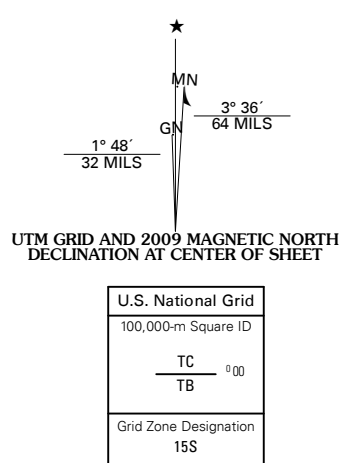 ★
MN
3° 36´
64 MILS
GN
1° 48´
32 MILS
UTM GRID AND 2009 MAGNETIC NORTH
DECLINATION AT CENTER OF SHEET
U.S. National Grid
100,000-m Square ID
TC
⁰00
TB
Grid Zone Designation
15S